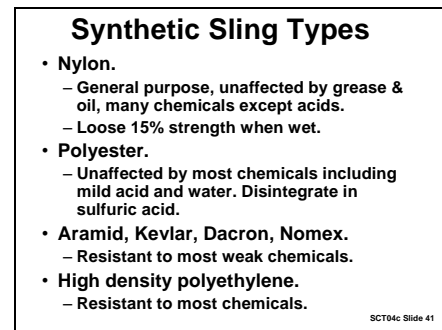 Synthetic Sling Types
• Nylon.
– General purpose, unaffected by grease &
oil, many chemicals except acids.
– Loose 15% strength when wet.
• Polyester.
– Unaffected by most chemicals including
mild acid and water. Disintegrate in
sulfuric acid.
• Aramid, Kevlar, Dacron, Nomex.
– Resistant to most weak chemicals.
• High density polyethylene.
– Resistant to most chemicals.
SCT04c Slide 41